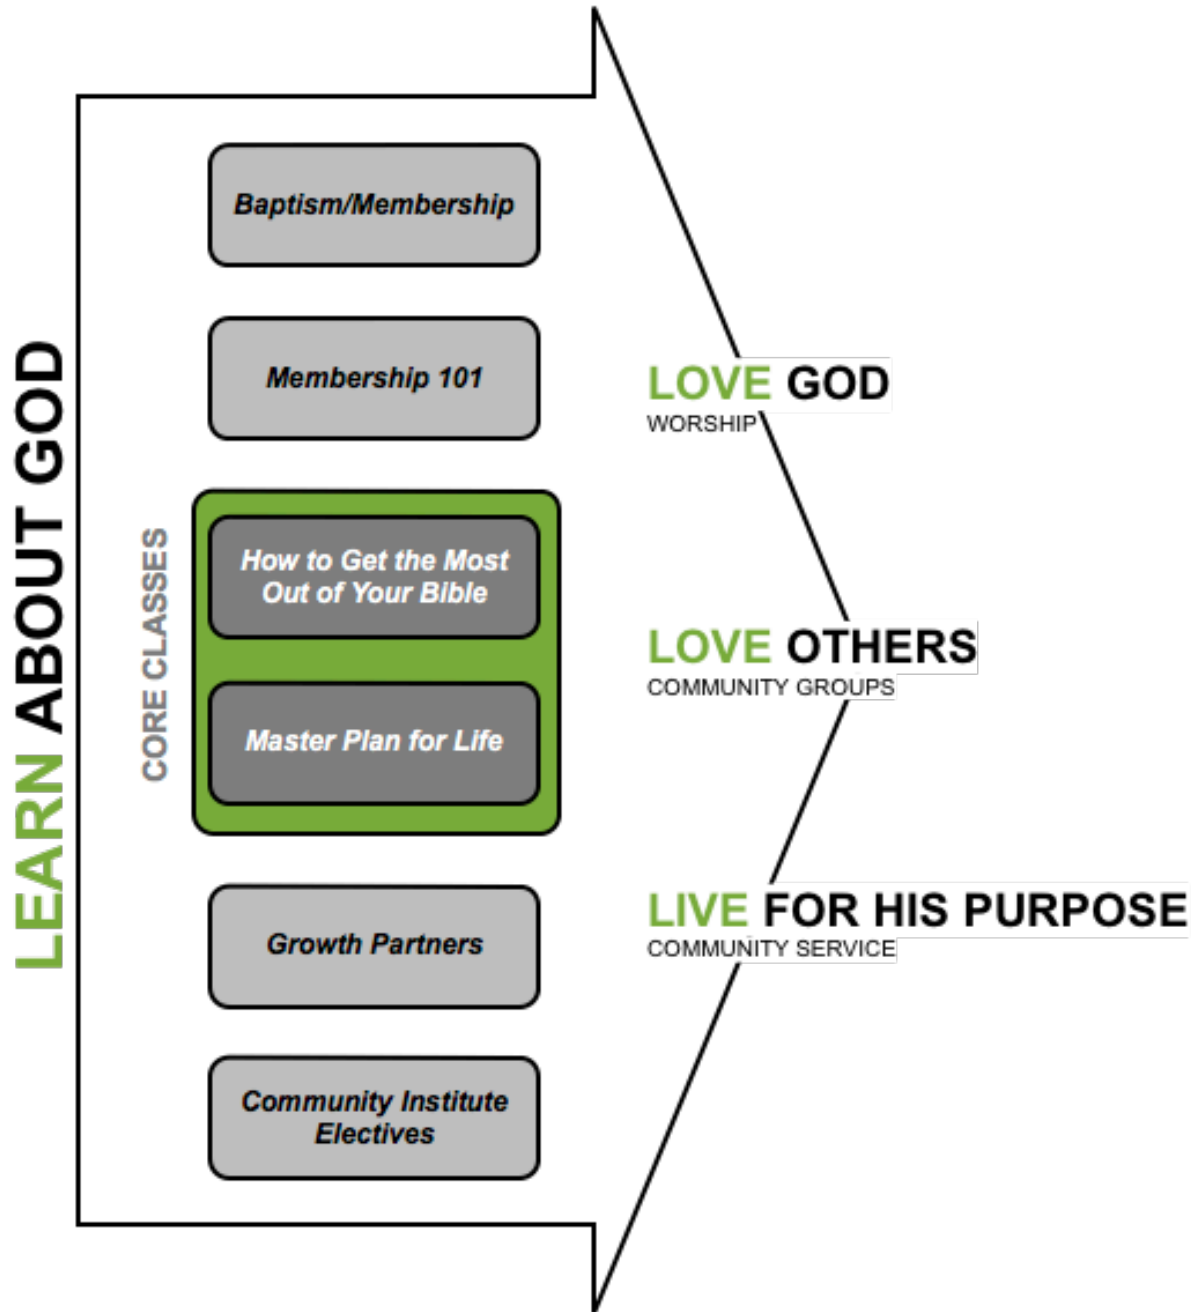 LEARN ABOUT GOD
Baptism/Membership
Membership 101
CORE CLASSES
How to Get the Most
Out of Your Bible
Master Plan for Life
Growth Partners
Community Institute
Electives
LOVE GOD
WORSHIP
LOVE OTHERS
COMMUNITY GROUPS
LIVE FOR HIS PURPOSE
COMMUNITY SERVICE